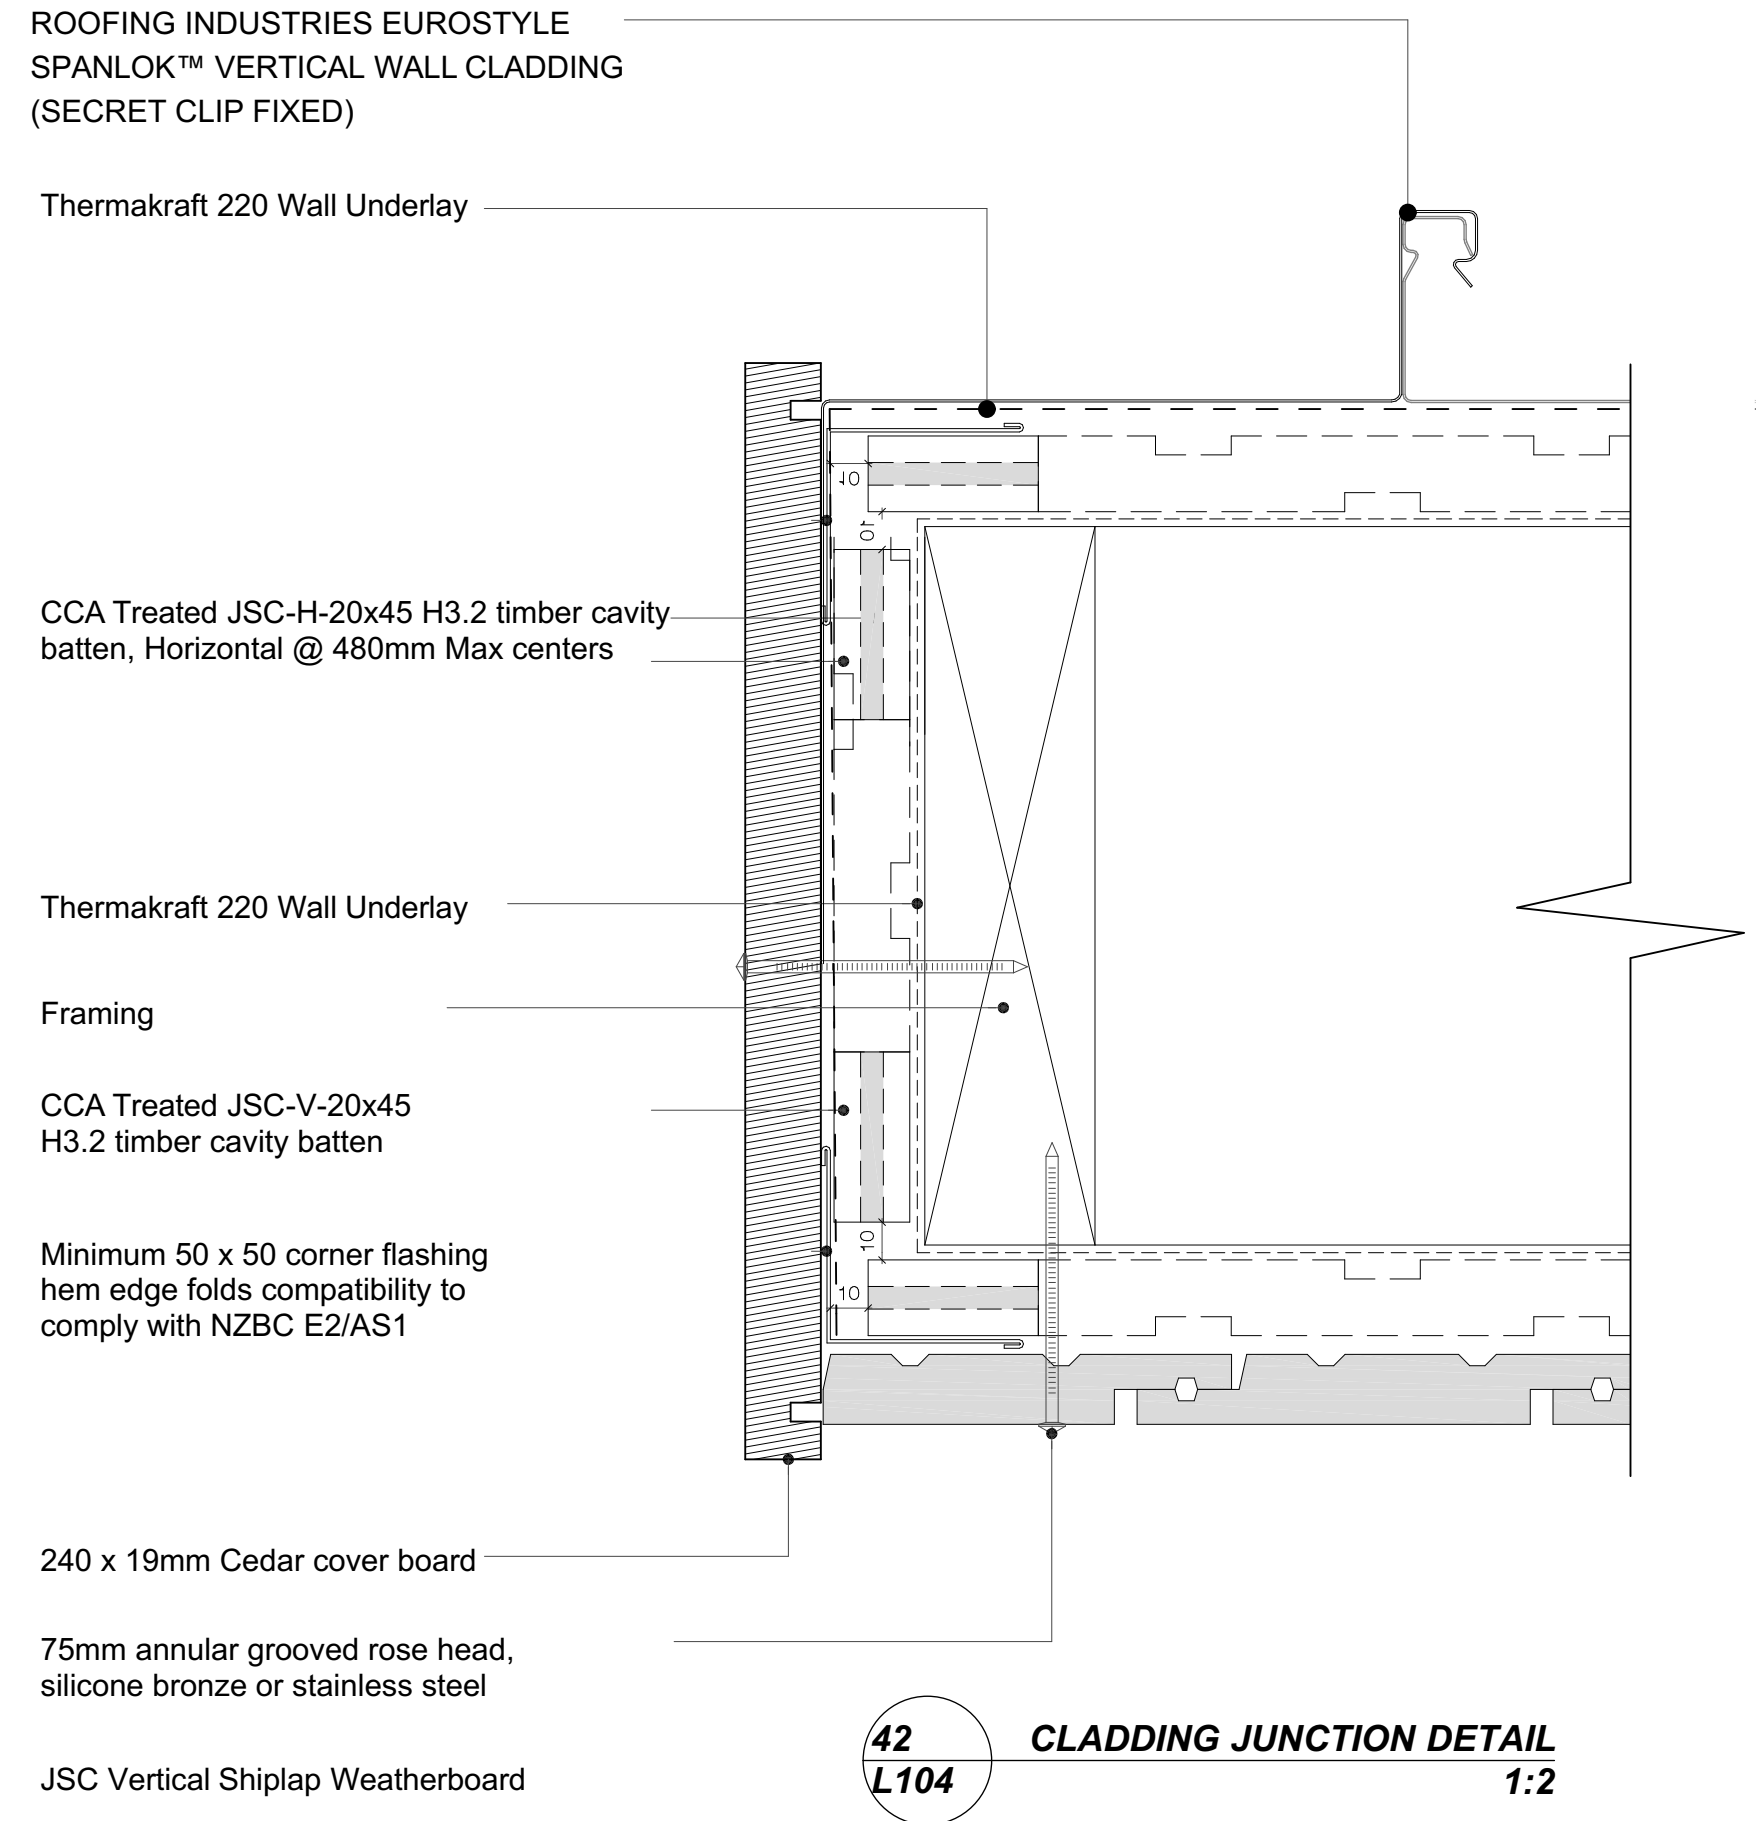 ROOFING INDUSTRIES EUROSTYLE
SPANLOK™ VERTICAL WALL CLADDING
(SECRET CLIP FIXED)
Thermakraft 220 Wall Underlay
10
10
CCA Treated JSC-H-20x45 H3.2 timber cavity
batten, Horizontal @ 480mm Max centers
Thermakraft 220 Wall Underlay
Framing
CCA Treated JSC-V-20x45
H3.2 timber cavity batten
10
10
Minimum 50 x 50 corner flashing
hem edge folds compatibility to
comply with NZBC E2/AS1
240 x 19mm Cedar cover board
75mm annular grooved rose head,
silicone bronze or stainless steel
JSC Vertical Shiplap Weatherboard
42 CLADDING JUNCTION DETAIL
L104 1:2